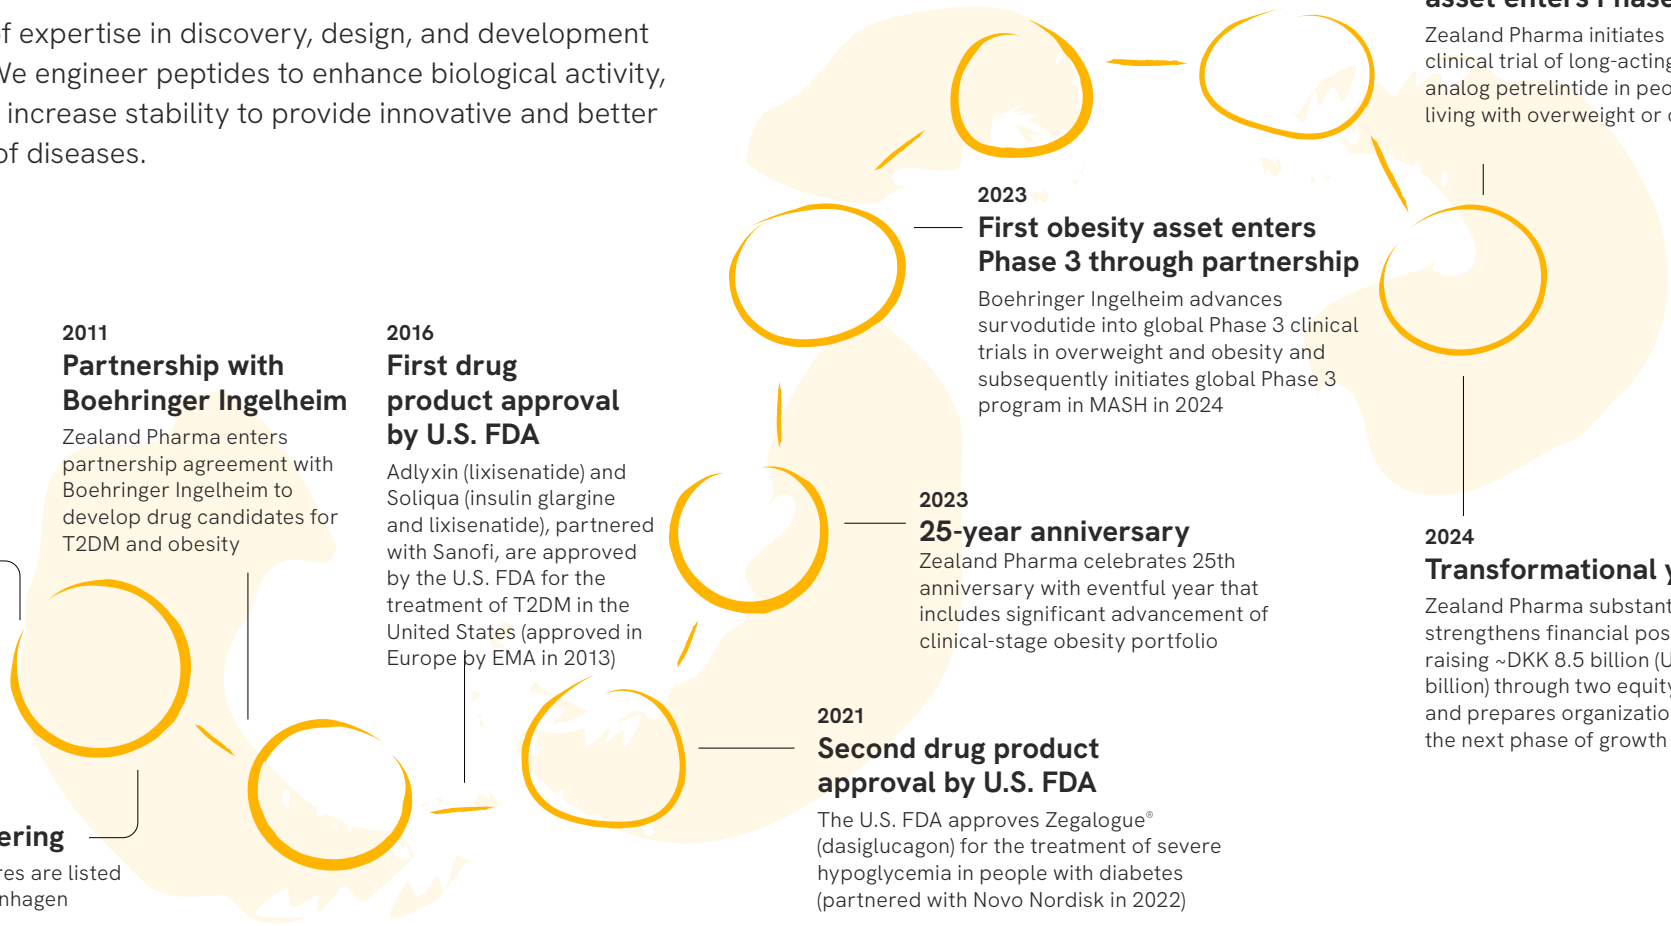 of expertise in discovery, design, and development
We engineer peptides to enhance biological activity,
increase stability to provide innovative and better
of diseases.
2011
Partnership with
Boehringer Ingelheim
Zealand Pharma enters
partnership agreement with
Boehringer Ingelheim to
develop drug candidates for
T2DM and obesity
2016
First drug
product approval
by U.S. FDA
Adlyxin (lixisenatide) and
Soliqua (insulin glargine
and lixisenatide), partnered
with Sanofi, are approved
by the U.S. FDA for the
treatment of T2DM in the
United States (approved in
Europe by EMA in 2013)
ering
res are listed
nhagen
2021
Second drug product
approval by U.S. FDA
The U.S. FDA approves Zegalogue®
(dasiglucagon) for the treatment of severe
hypoglycemia in people with diabetes
(partnered with Novo Nordisk in 2022)
2023
25-year anniversary
Zealand Pharma celebrates 25th
anniversary with eventful year that
includes significant advancement of
clinical-stage obesity portfolio
2023
First obesity asset enters
Phase 3 through partnership
Boehringer Ingelheim advances
survodutide into global Phase 3 clinical
trials in overweight and obesity and
subsequently initiates global Phase 3
program in MASH in 2024
asset enters Phase
Zealand Pharma initiates
clinical trial of long-acting
analog petrelintide in peo
living with overweight or
2024
Transformational y
Zealand Pharma substant
strengthens financial pos
raising ~DKK 8.5 billion (U
billion) through two equity
and prepares organizatio
the next phase of growth